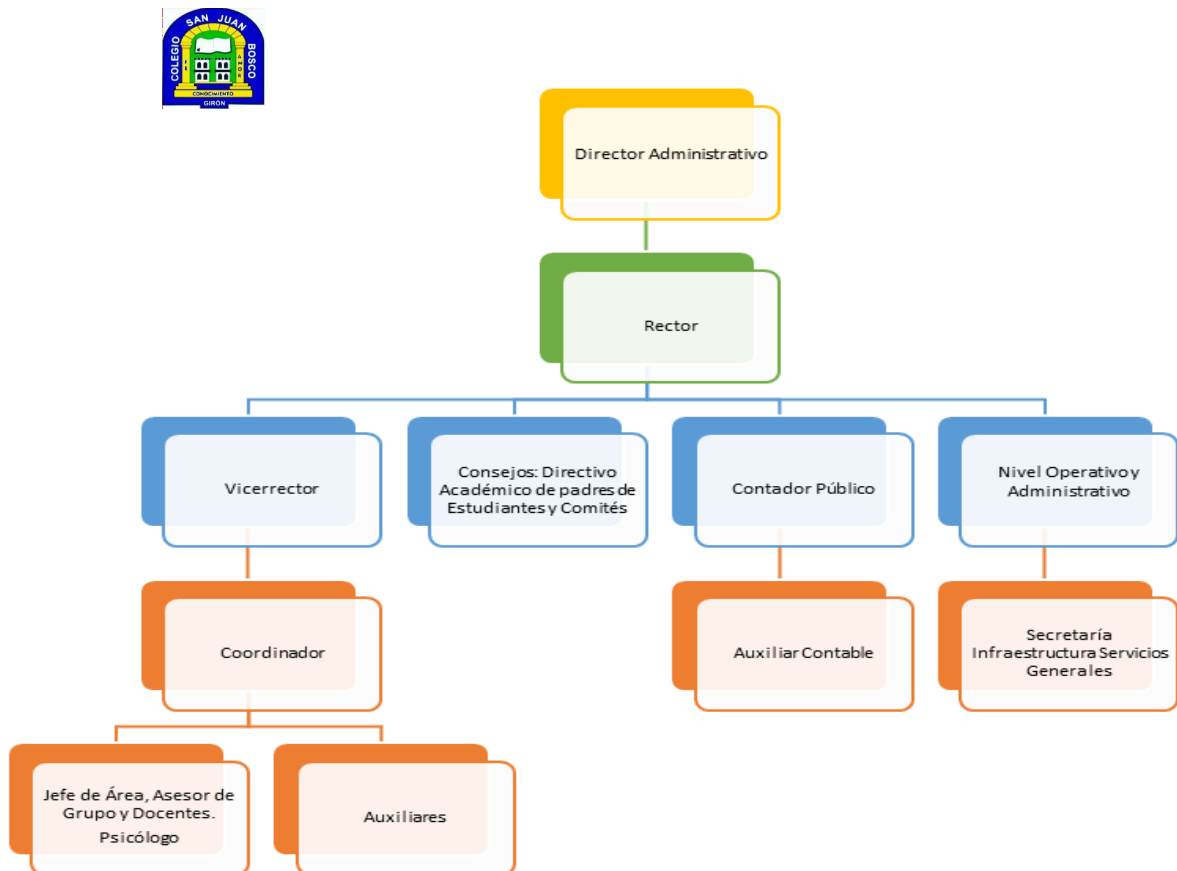 COLEGIO SAN JUAN BOSCO
FE
AMOR
CONOCIMIENTO
GIRÓN
Director Administrativo
Rector
Vicerrector
Consejos: Directivo
Académico de padres de
Estudiantes y Comités
Contador Público
Nivel Operativo y
Administrativo
Coordinador
Auxiliar Contable
Secretaría
Infraestructura Servicios
Generales
Jefe de Área, Asesor de
Grupo y Docentes.
Psicólogo
Auxiliares